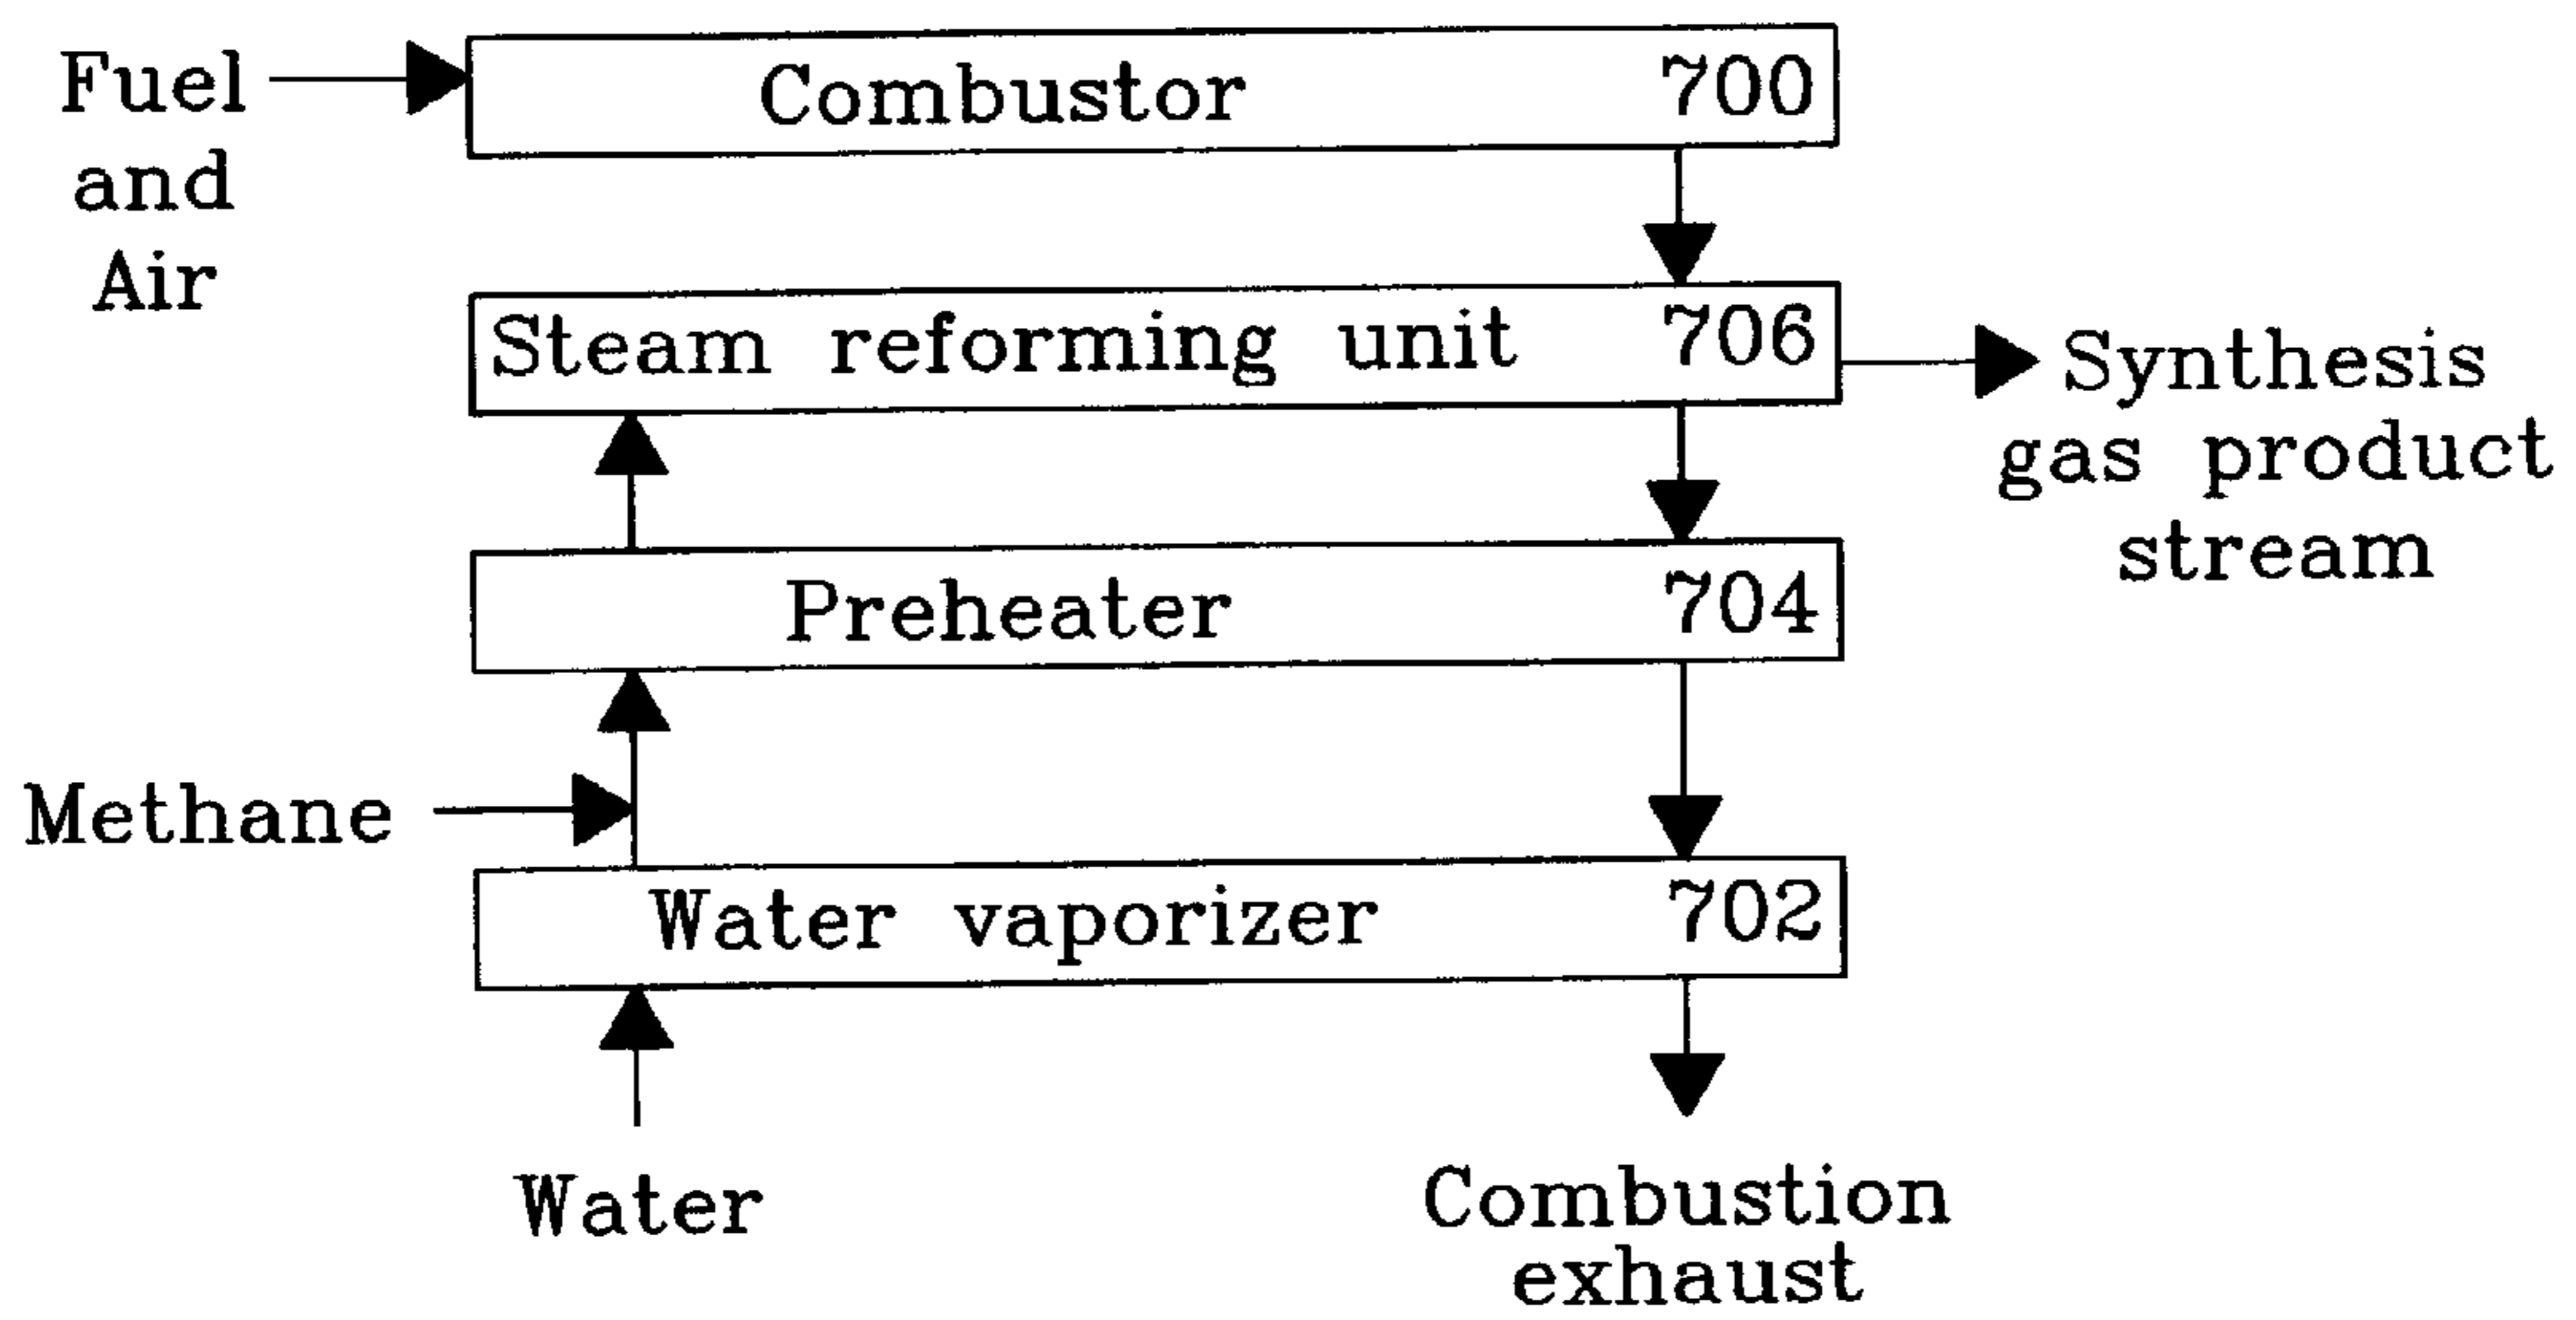 Fuel
and
Air
Combustor 700
Steam reforming unit 706
Synthesis
gas product
stream
Preheater 704
Methane
Water vaporizer 702
Water
Combustion
exhaust